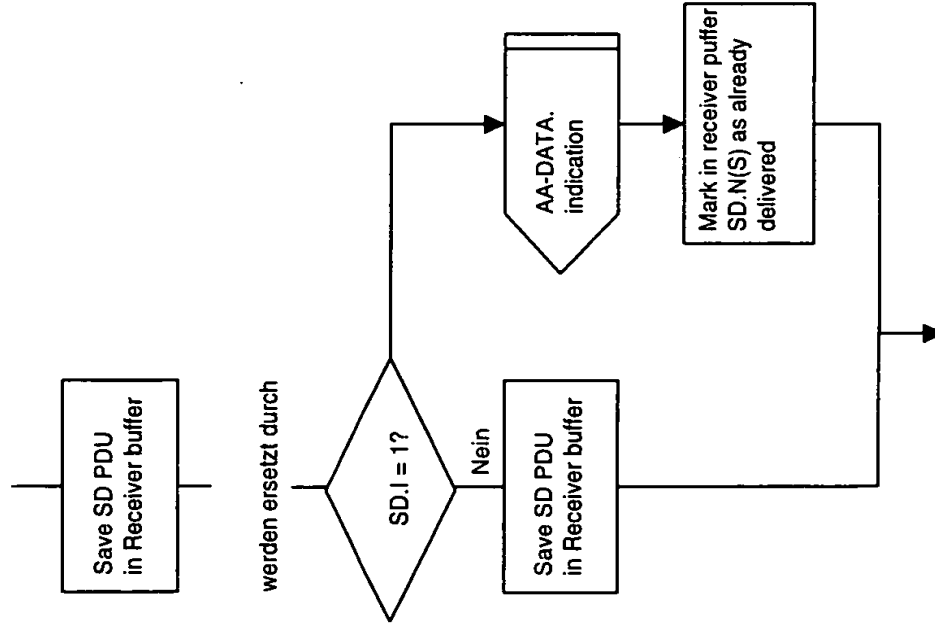 Save SD PDU
in Receiver buffer
werden ersetzt durch
SD.I = 1?
Nein
Save SD PDU
in Receiver buffer
AA-DATA.
indication
Mark in receiver puffer
SD.N(S) as already
delivered